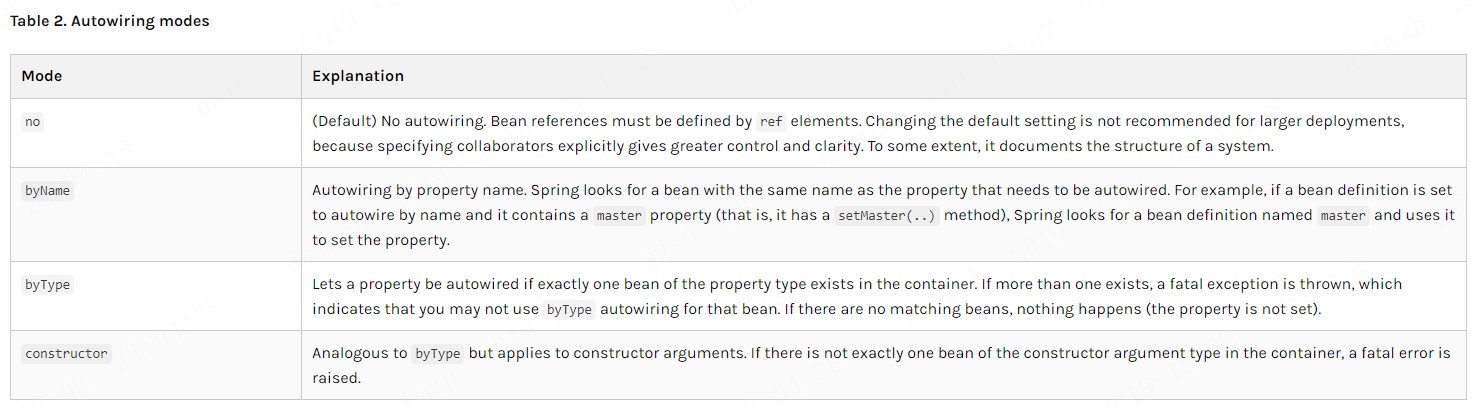 Table 2. Autowiring modes
Mode Explanation
no (Default) No autowiring. Bean references must be defined by ref elements. Changing the default setting is not recommended for larger deployments,
because specifying collaborators explicitly gives greater control and clarity. To some extent, it documents the structure of a system.
byName Autowiring by property name. Spring looks for a bean with the same name as the property that needs to be autowired. For example, if a bean definition is set
to autowire by name and it contains a master property (that is, it has a setMaster(..) method), Spring looks for a bean definition named master and uses it
to set the property.
byType Lets a property be autowired if exactly one bean of the property type exists in the container. If more than one exists, a fatal exception is thrown, which
indicates that you may not use byType autowiring for that bean. If there are no matching beans, nothing happens (the property is not set).
constructor Analogous to byType but applies to constructor arguments. If there is not exactly one bean of the constructor argument type in the container, a fatal error is
raised.